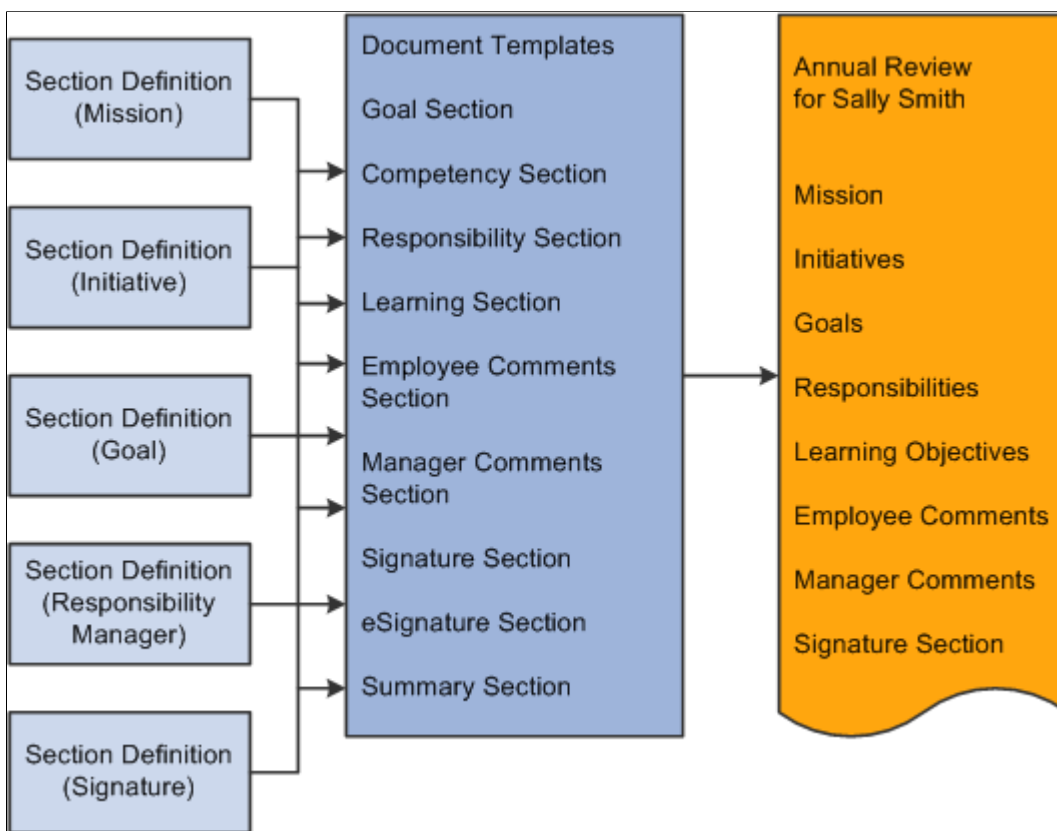 Section Definition
(Mission)
Section Definition
(Initiative)
Section Definition
(Goal)
Section Definition
(Responsibility
Manager)
Section Definition
(Signature)
Document Templates
Goal Section
Competency Section
Responsibility Section
Learning Section
Employee Comments
Section
Manager Comments
Section
Signature Section
eSignature Section
Summary Section
Annual Review
for Sally Smith
Mission
Initiatives
Goals
Responsibilities
Learning Objectives
Employee Comments
Manager Comments
Signature Section